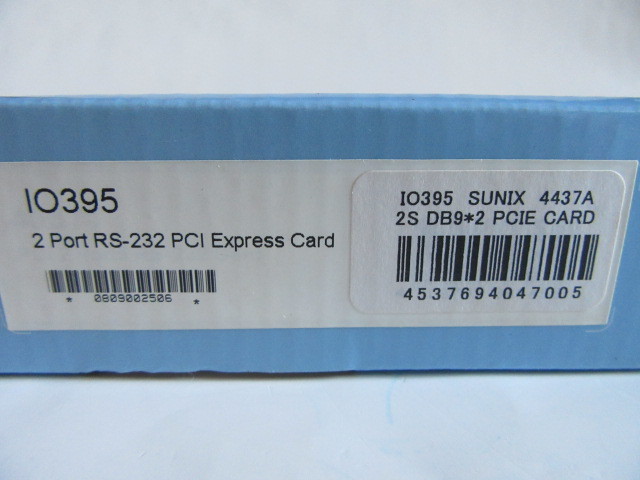 IO395
2 Port RS-232 PCI Express Card
* 0809002506 *
IO395 SUNIX 4437A
2S DB9*2 PCIE CARD
4537694047005